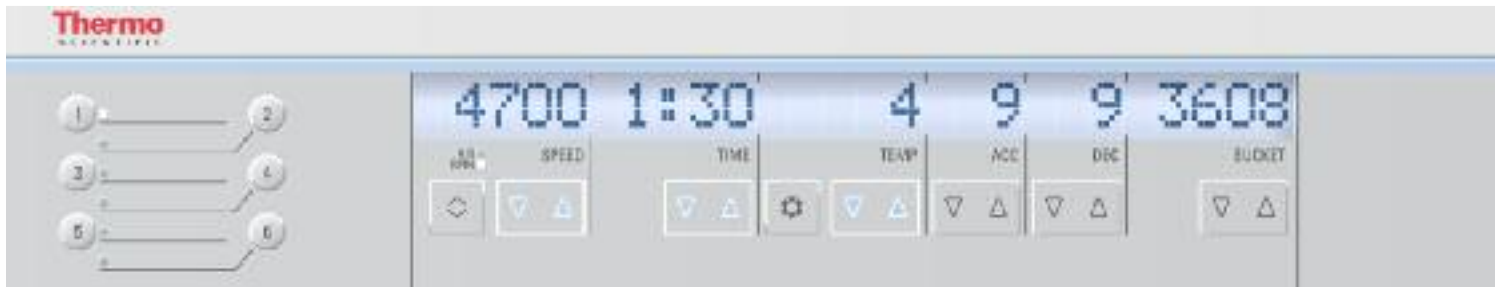 Thermo
SCIENTIFIC
4700 1:30 4 9 9 3608
SPEED TIME TEMP ACC DEC BUCKET
1 2
3 4
5 6